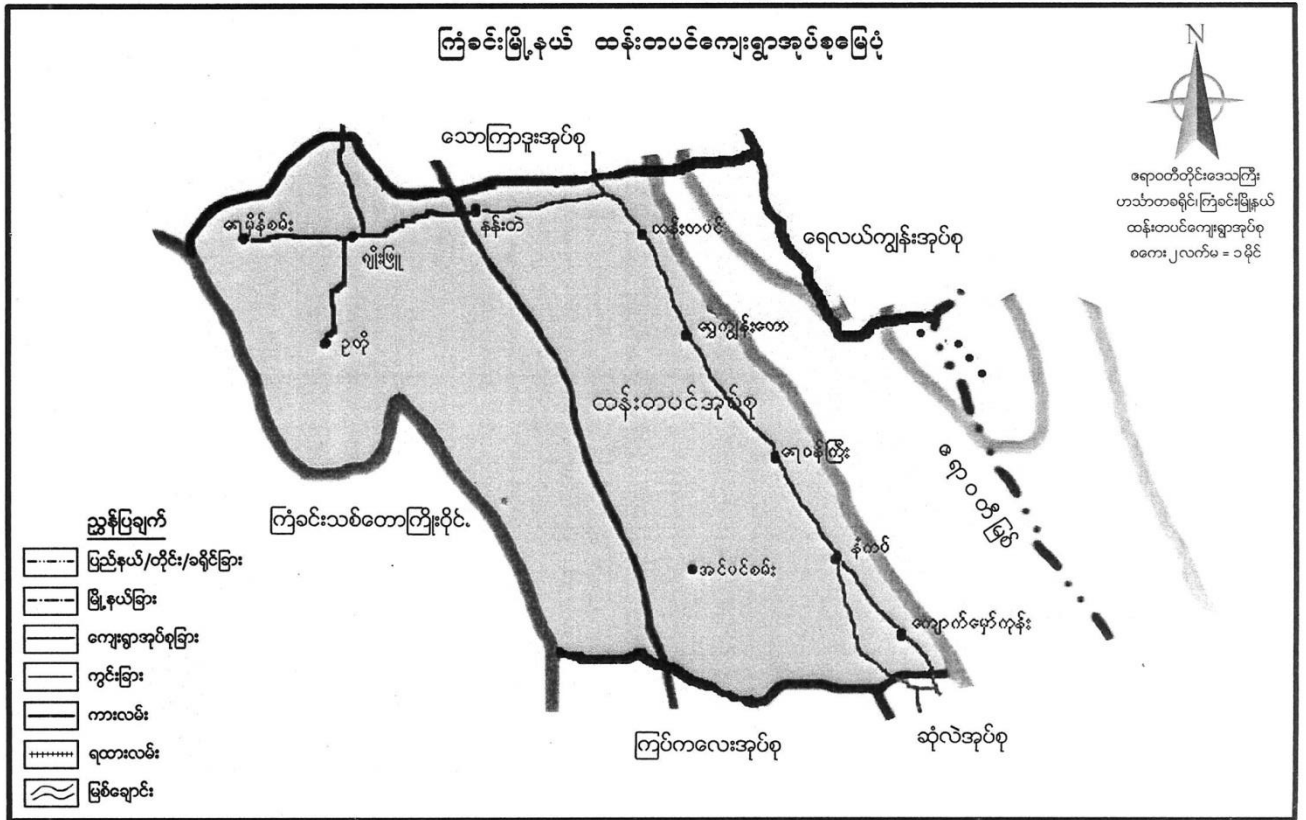 ကြံခင်းမြို့နယ် ထန်းတပင်ကျေးရွာအုပ်စုမြေပုံ
N
ဧရာဝတီတိုင်းဒေသကြီး
ဟင်္သာတခရိုင်၊ကြံခင်းမြို့နယ်
ထန်းတပင်ကျေးရွာအုပ်စု
စကေး ၂လက်မ = ၁မိုင်
သောကြာဒူးအုပ်စု
ရေမှိန်စမ်း
နန်းတဲ
ထန်းတပင်
ရေလယ်ကျွန်းအုပ်စု
ဂျိုးဖြူ
ဥတို
ရွှေကျွန်းတော
ထန်းတပင်အုပ်စု
ရေဝန်ကြီး
ဧရာဝတီမြစ်
ကြံခင်းသစ်တောကြိုးဝိုင်း
နံကပ်
အင်ပင်စမ်း
ကျောက်မှော်ကုန်း
ကြပ်ကလေးအုပ်စု
ဆုံလဲအုပ်စု
ညွှန်ပြချက်
ပြည်နယ်/တိုင်း/ခရိုင်ခြား
မြို့နယ်ခြား
ကျေးရွာအုပ်စုခြား
ကွင်းခြား
ကားလမ်း
ရထားလမ်း
မြစ်ချောင်း